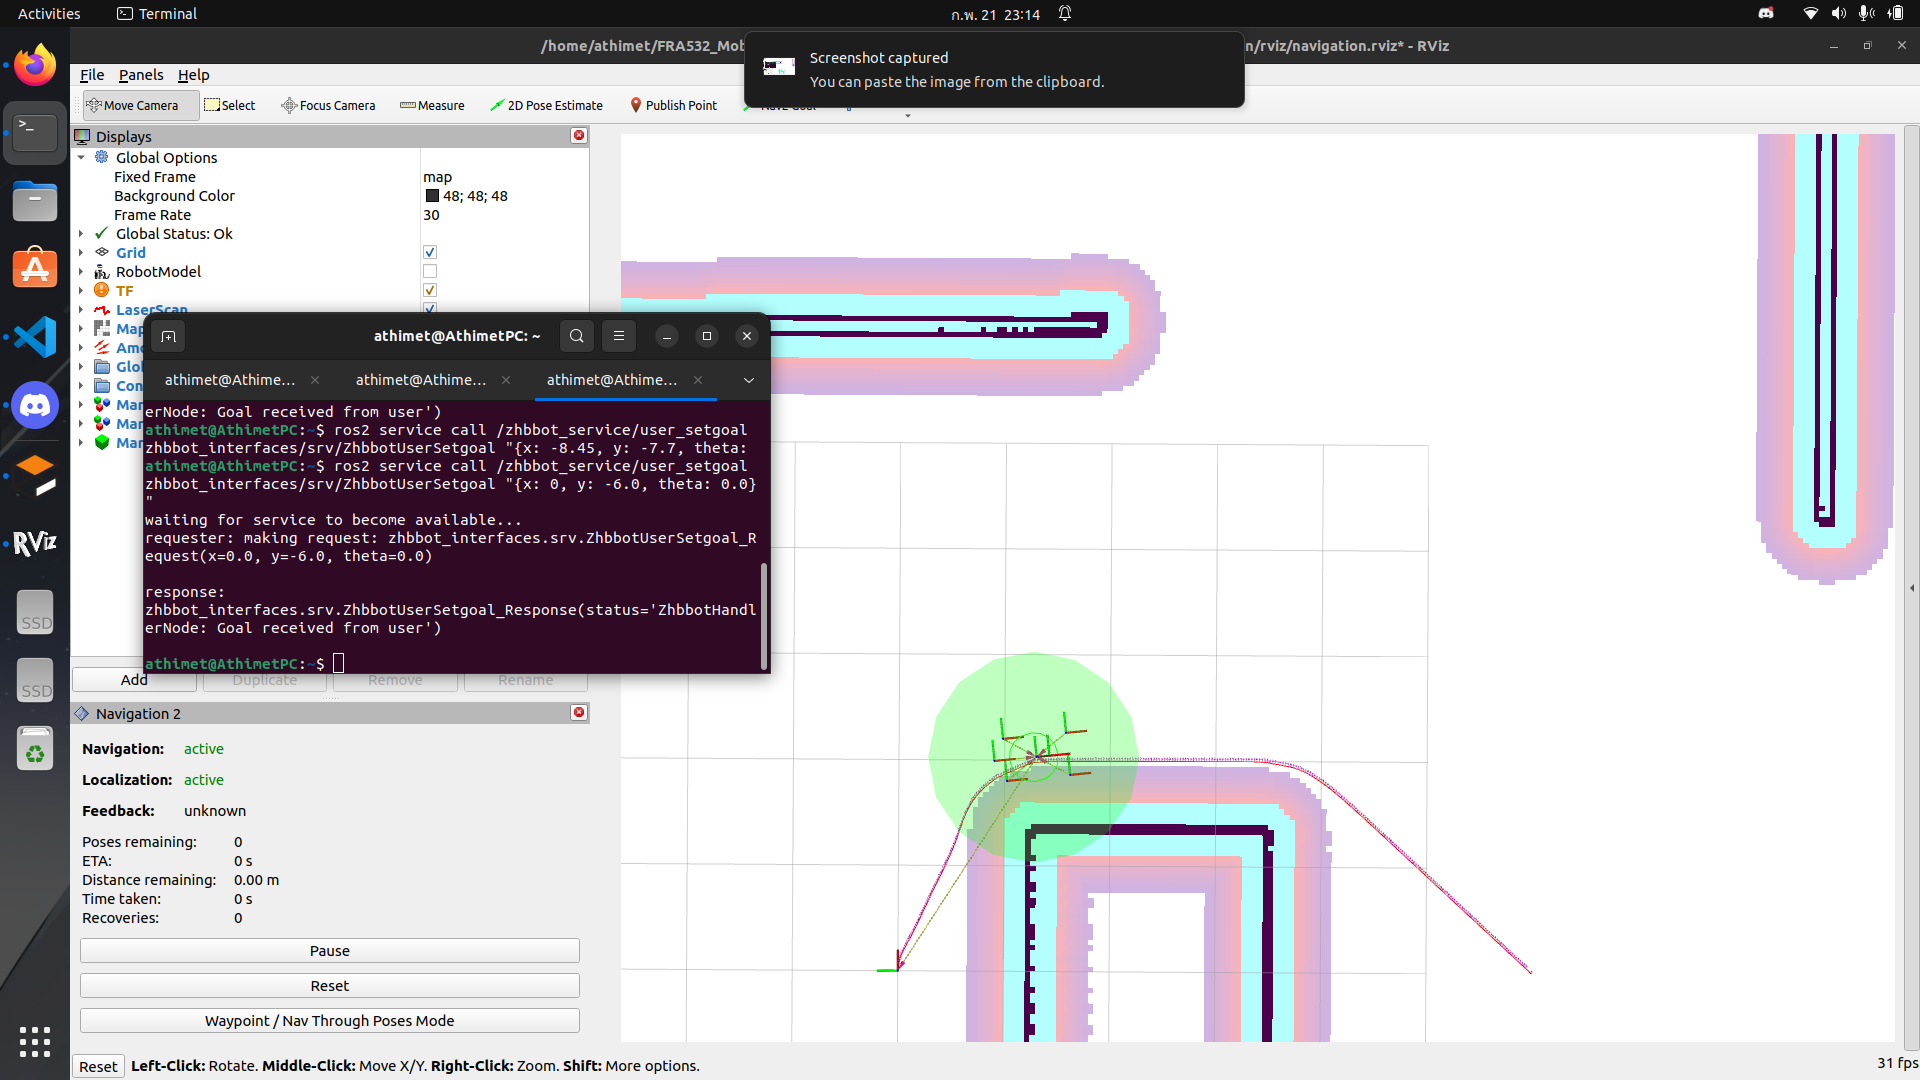 Activities
Terminal
ก.พ. 21 23:14
/home/athimet/FRA532_Mob
n/rviz/navigation.rviz* - RViz
Screenshot captured
You can paste the image from the clipboard.
File Panels Help
Move Camera
Select
Focus Camera
Measure
2D Pose Estimate
Publish Point
Displays
Global Options
Fixed Frame
map
Background Color
48; 48; 48
Frame Rate
30
Global Status: Ok
Grid
RobotModel
TF
LaserScan
Map
Amc
Glol
Con
Mar
Mar
Mar
athimet@AthimetPC: ~
athimet@Athime...
athimet@Athime...
athimet@Athime...
erNode: Goal received from user')
athimet@AthimetPC:~$ ros2 service call /zhbbot_service/user_setgoal
zhbbot_interfaces/srv/ZhbbotUserSetgoal "{x: -8.45, y: -7.7, theta:
athimet@AthimetPC:~$ ros2 service call /zhbbot_service/user_setgoal
zhbbot_interfaces/srv/ZhbbotUserSetgoal "{x: 0, y: -6.0, theta: 0.0}
"
waiting for service to become available...
requester: making request: zhbbot_interfaces.srv.ZhbbotUserSetgoal_R
equest(x=0.0, y=-6.0, theta=0.0)
response:
zhbbot_interfaces.srv.ZhbbotUserSetgoal_Response(status='ZhbbotHandl
erNode: Goal received from user')
athimet@AthimetPC:~$
Add
Duplicate
Remove
Rename
Navigation 2
Navigation: active
Localization: active
Feedback: unknown
Poses remaining: 0
ETA: 0 s
Distance remaining: 0.00 m
Time taken: 0 s
Recoveries: 0
Pause
Reset
Waypoint / Nav Through Poses Mode
RViz
SSD
SSD
Reset
Left-Click: Rotate. Middle-Click: Move X/Y. Right-Click: Zoom. Shift: More options.
31 fps